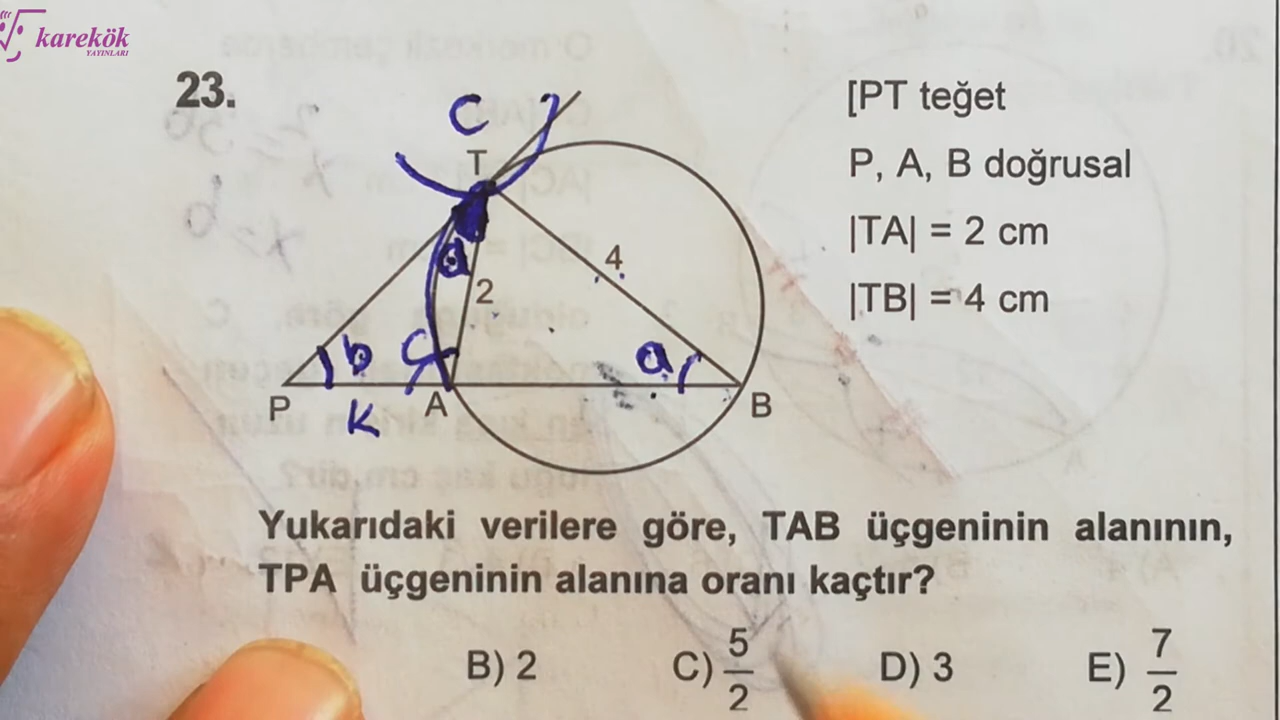 karekök
YAYINLARI
23.
[PT teğet
P, A, B doğrusal
|TA| = 2 cm
|TB| = 4 cm
C
T
a
2
4
b
C
a
P
K
A
B
Yukarıdaki verilere göre, TAB üçgeninin alanının,
TPA üçgeninin alanına oranı kaçtır?
B) 2 C) 5/2 D) 3 E) 7/2